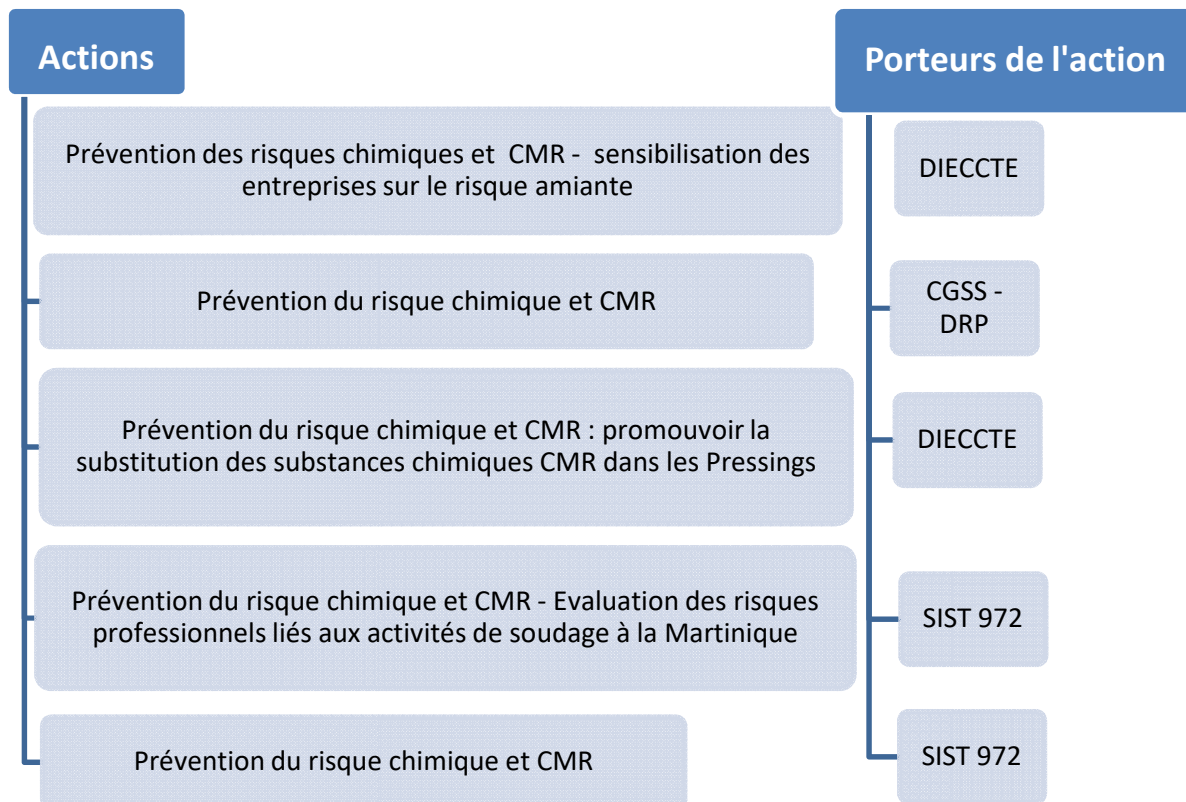 Actions
Porteurs de l'action
Prévention des risques chimiques et CMR - sensibilisation des
entreprises sur le risque amiante
DIECCTE
Prévention du risque chimique et CMR
CGSS -
DRP
Prévention du risque chimique et CMR : promouvoir la
substitution des substances chimiques CMR dans les Pressings
DIECCTE
Prévention du risque chimique et CMR - Evaluation des risques
professionnels liés aux activités de soudage à la Martinique
SIST 972
Prévention du risque chimique et CMR
SIST 972